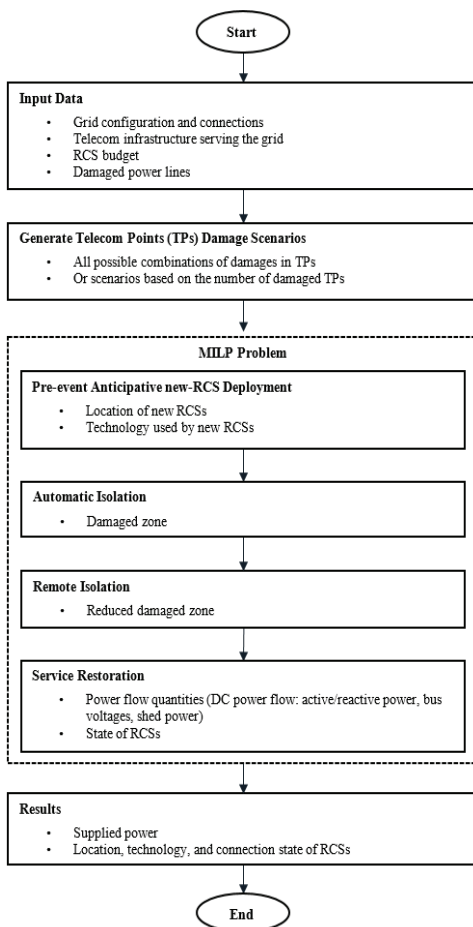 Start
Input Data
• Grid configuration and connections
• Telecom infrastructure serving the grid
• RCS budget
• Damaged power lines
Generate Telecom Points (TPs) Damage Scenarios
• All possible combinations of damages in TPs
• Or scenarios based on the number of damaged TPs
MILP Problem
Pre-event Anticipative new-RCS Deployment
• Location of new RCSs
• Technology used by new RCSs
Automatic Isolation
• Damaged zone
Remote Isolation
• Reduced damaged zone
Service Restoration
• Power flow quantities (DC power flow: active/reactive power, bus
voltages, shed power)
• State of RCSs
Results
• Supplied power
• Location, technology, and connection state of RCSs
End